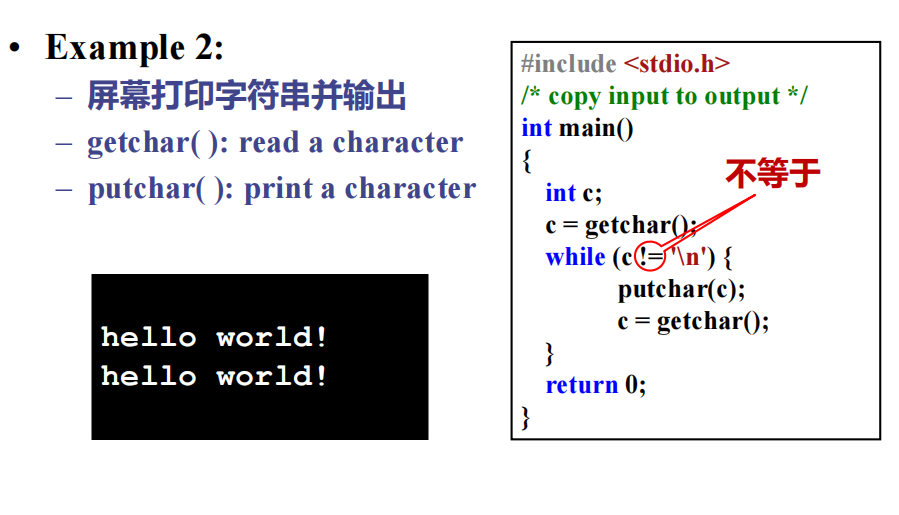 • Example 2:
– 屏幕打印字符串并输出
– getchar( ): read a character
– putchar( ): print a character
hello world!
hello world!
#include <stdio.h>
/* copy input to output */
int main()
{
不等于
int c;
c = getchar();
while (c != '\n') {
putchar(c);
c = getchar();
}
return 0;
}